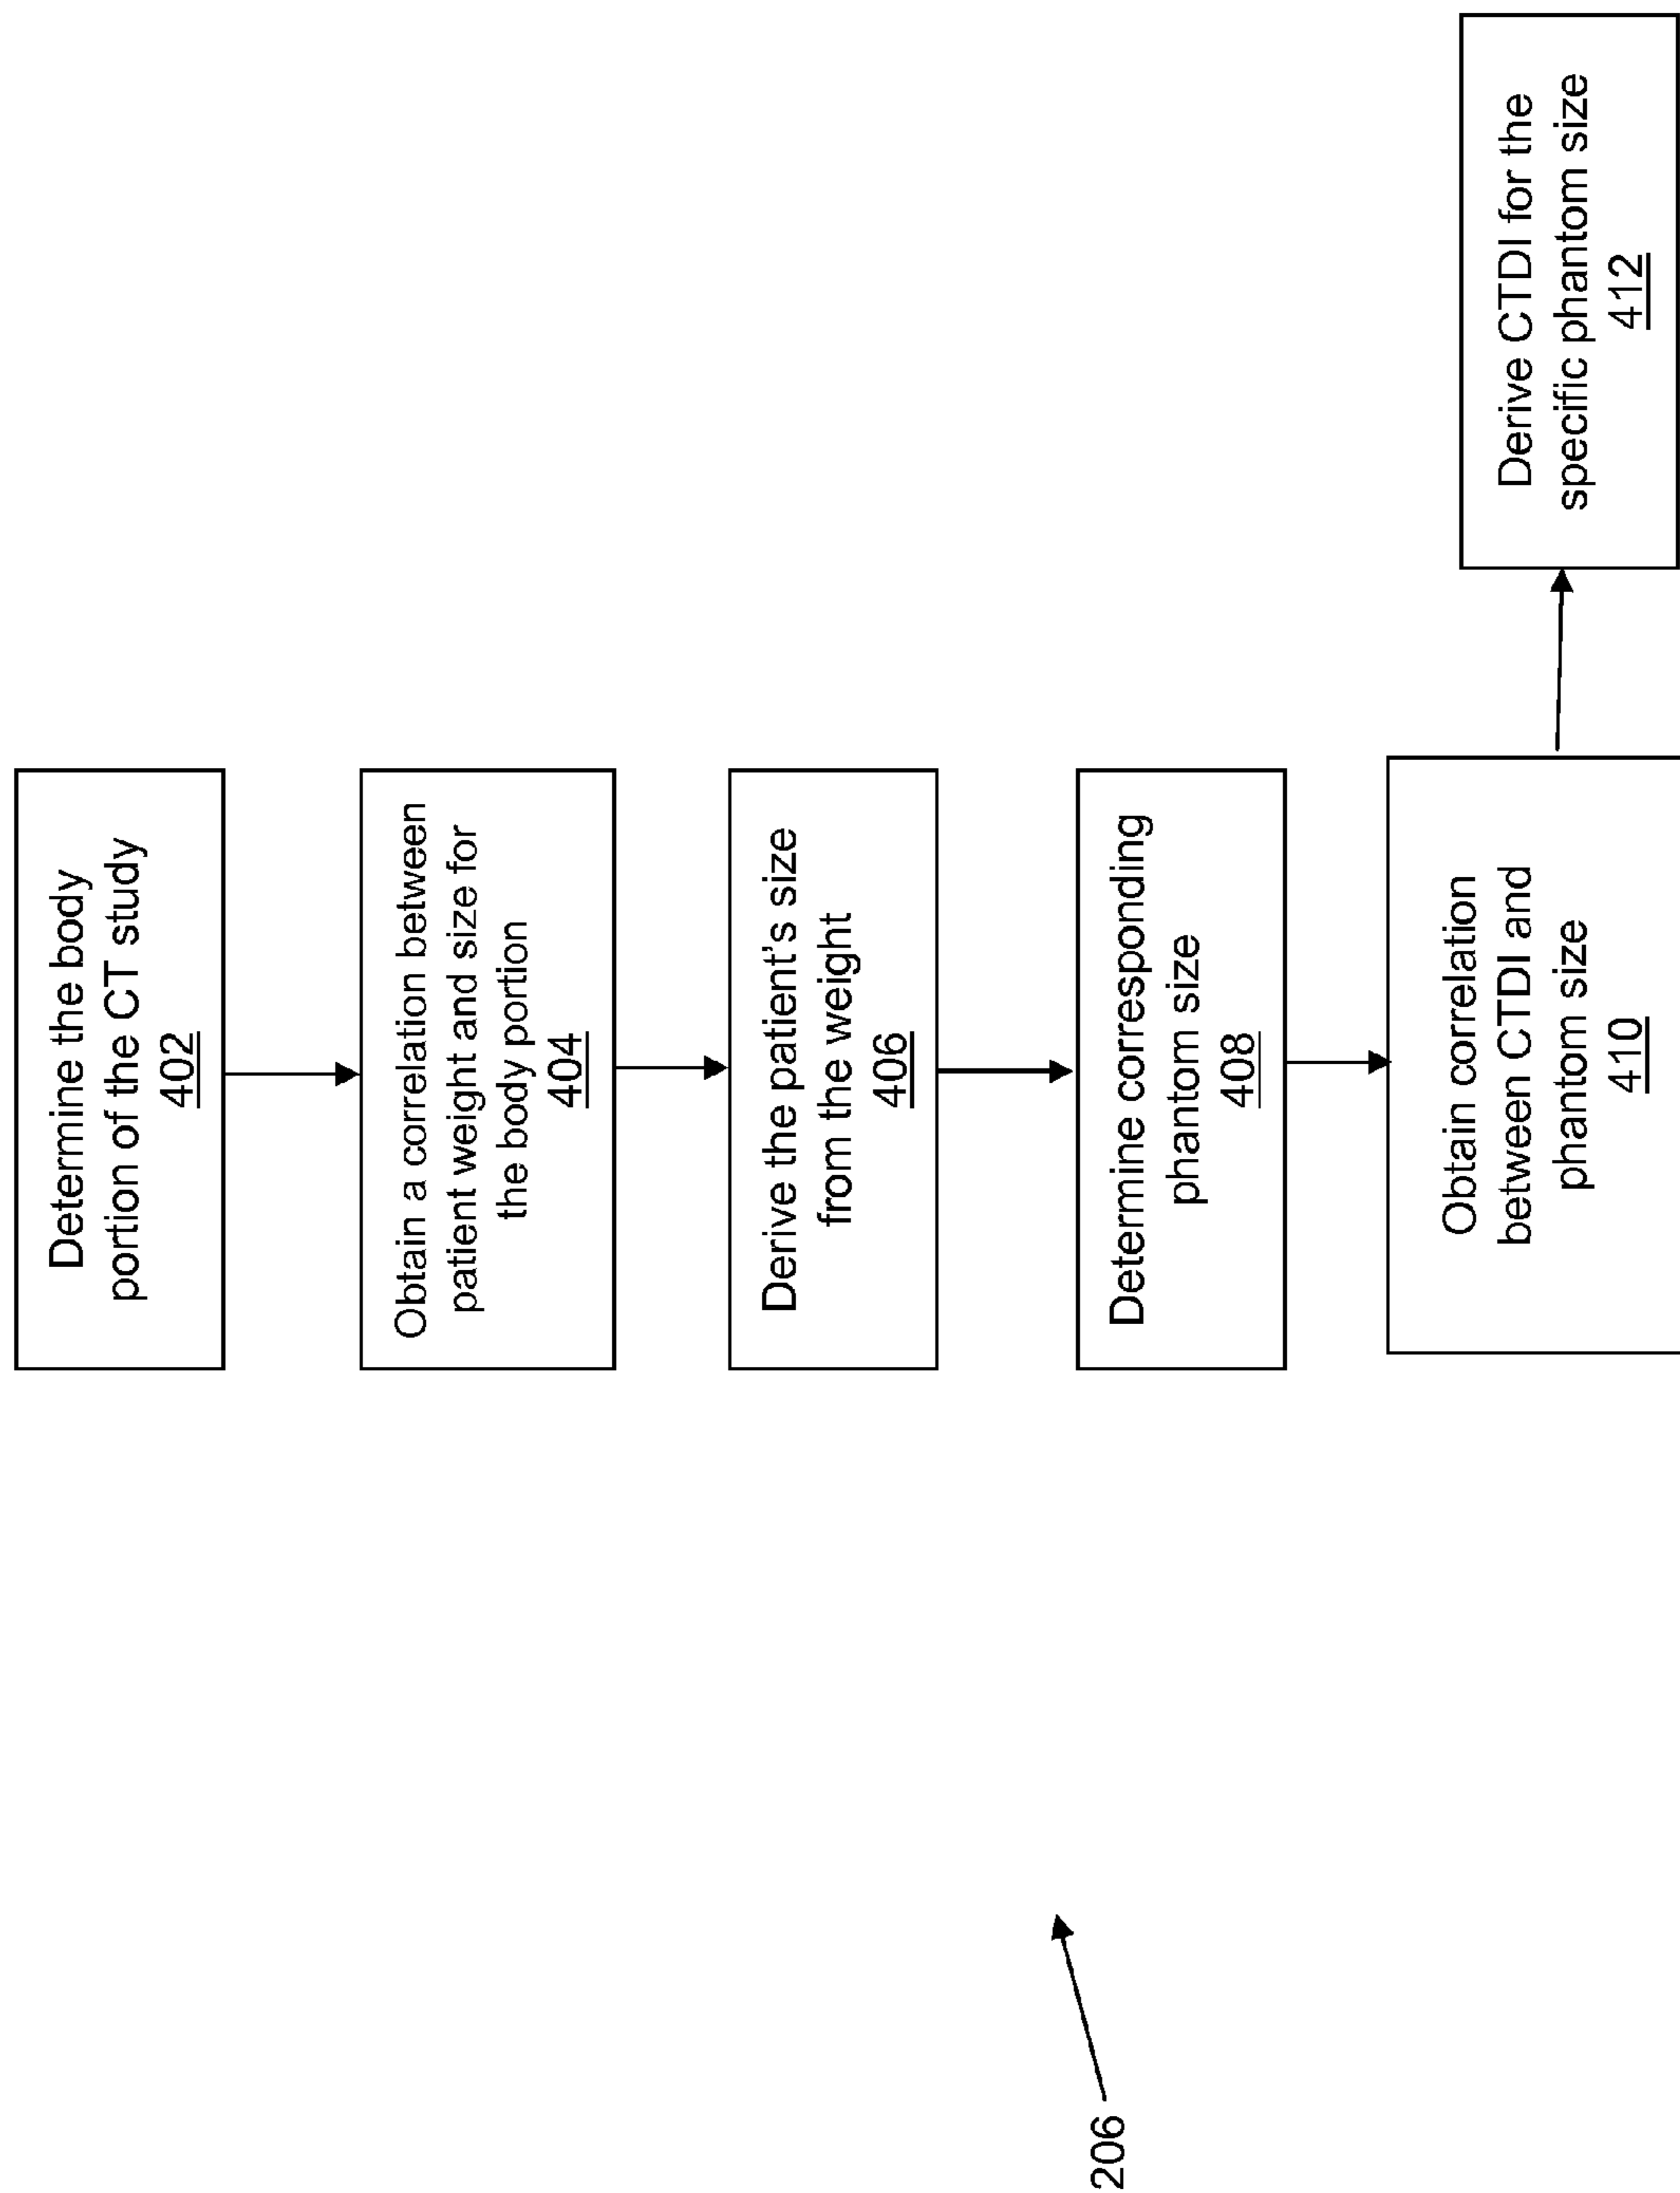 Determine the body
portion of the CT study
402
Obtain a correlation between
patient weight and size for
the body portion
404
Derive the patient's size
from the weight
406
Determine corresponding
phantom size
408
Obtain correlation
between CTDI and
phantom size
410
Derive CTDI for the
specific phantom size
412
206